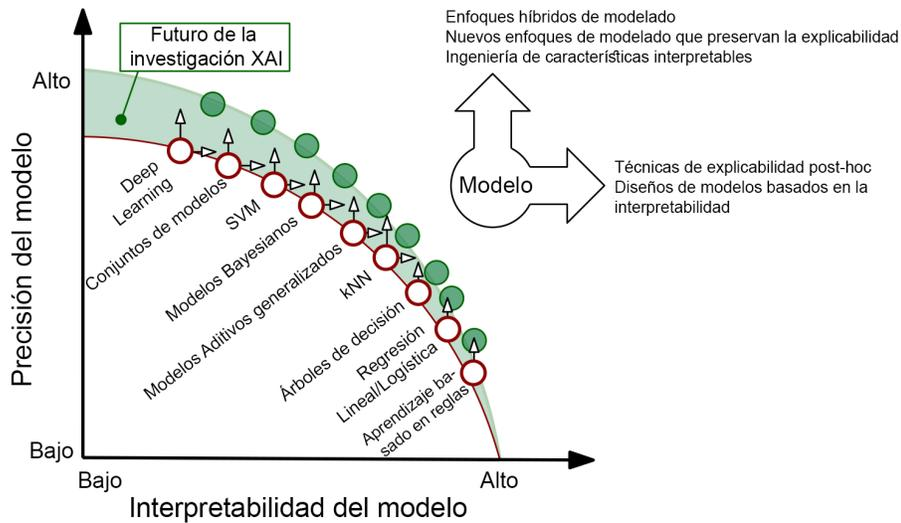 Enfoques híbridos de modelado
Nuevos enfoques de modelado que preservan la explicabilidad
Ingeniería de características interpretables
Futuro de la
investigación XAI
Alto
Modelo
Técnicas de explicabilidad post-hoc
Diseños de modelos basados en la
interpretabilidad
Precisión del modelo
Deep
Learning
Conjuntos de modelos
SVM
Modelos Bayesianos
Modelos Aditivos generalizados
kNN
Árboles de decisión
Regresión
Lineal/Logística
Aprendizaje ba-
sado en reglas
Bajo
Bajo
Alto
Interpretabilidad del modelo